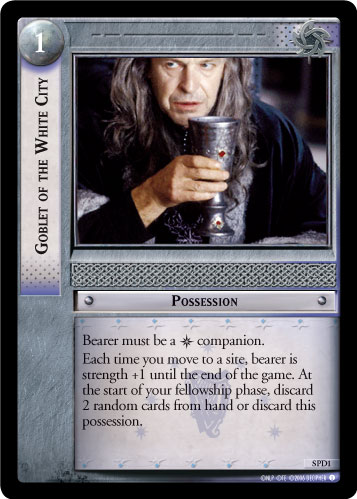 1
GOBLET OF THE WHITE CITY
POSSESSION
Bearer must be a companion.
Each time you move to a site, bearer is
strength +1 until the end of the game. At
the start of your fellowship phase, discard
2 random cards from hand or discard this
possession.
SPD1